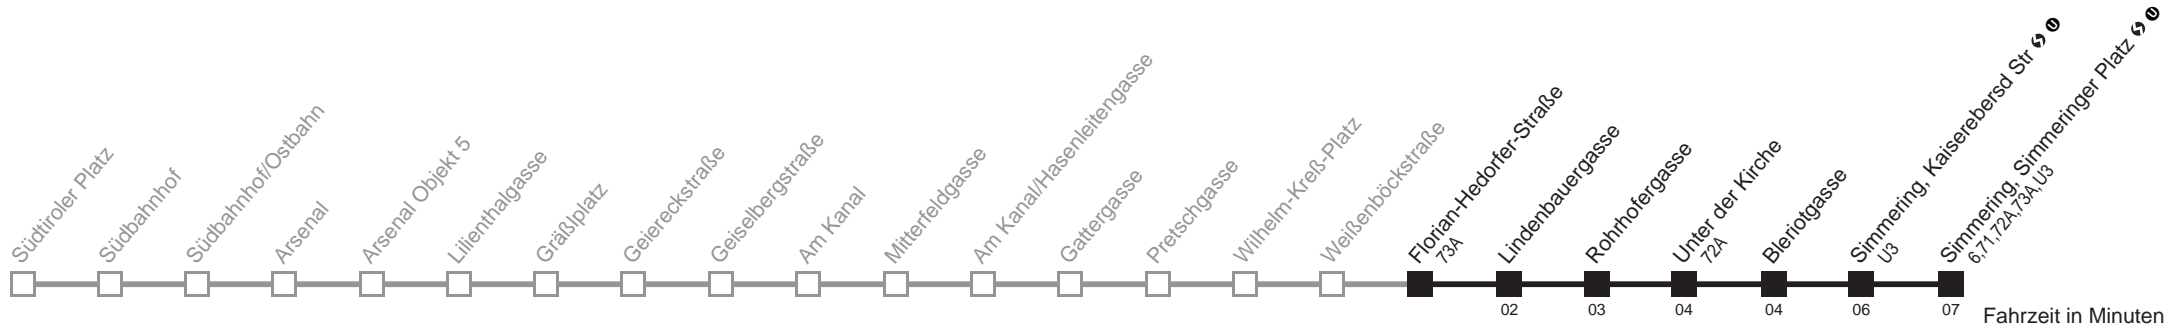 Südtiroler Platz
Südbahnhof
Südbahnhof/Ostbahn
Arsenal
Arsenal Objekt 5
Lilienthalgasse
Gräßlplatz
Geiereckstraße
Geiselbergstraße
Am Kanal
Mitterfeldgasse
Am Kanal/Hasenleitengasse
Gattergasse
Pretschgasse
Wilhelm-Kreß-Platz
Weißenböckstraße
Florian-Hedorfer-Straße
73A
Lindenbauergasse
Rohrhofergasse
Unter der Kirche
72A
Bleriotgasse
Simmering, Kaiserebersd Str S U
U3
Simmering, Simmeringer Platz S U
6,71,72A,73A,U3
02
03
04
04
06
07
Fahrzeit in Minuten